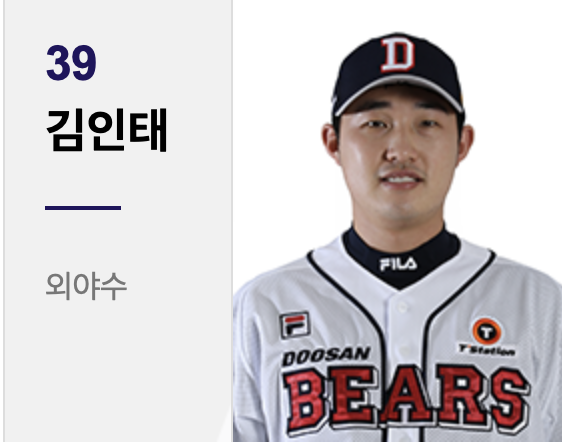 39
김인태
외야수
D
FILA
F
T
T'Station
DOOSAN
BEARS